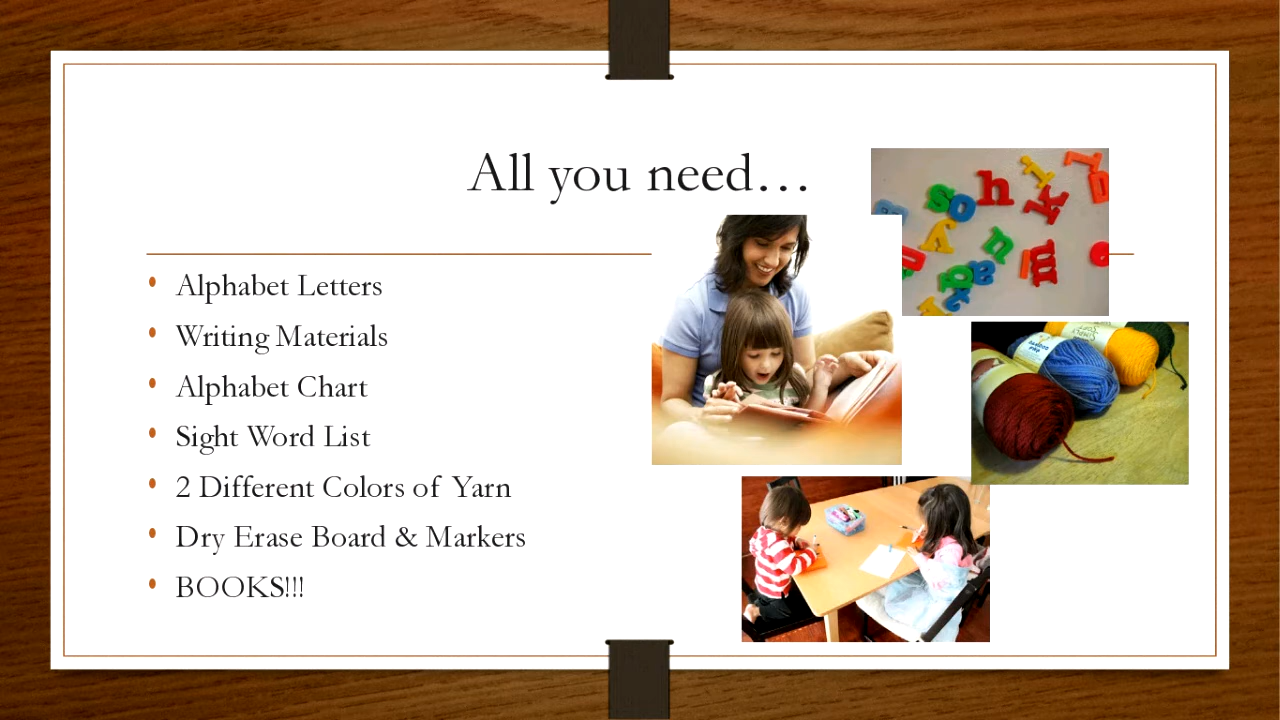 All you need…
• Alphabet Letters
• Writing Materials
• Alphabet Chart
• Sight Word List
• 2 Different Colors of Yarn
• Dry Erase Board & Markers
• BOOKS!!!